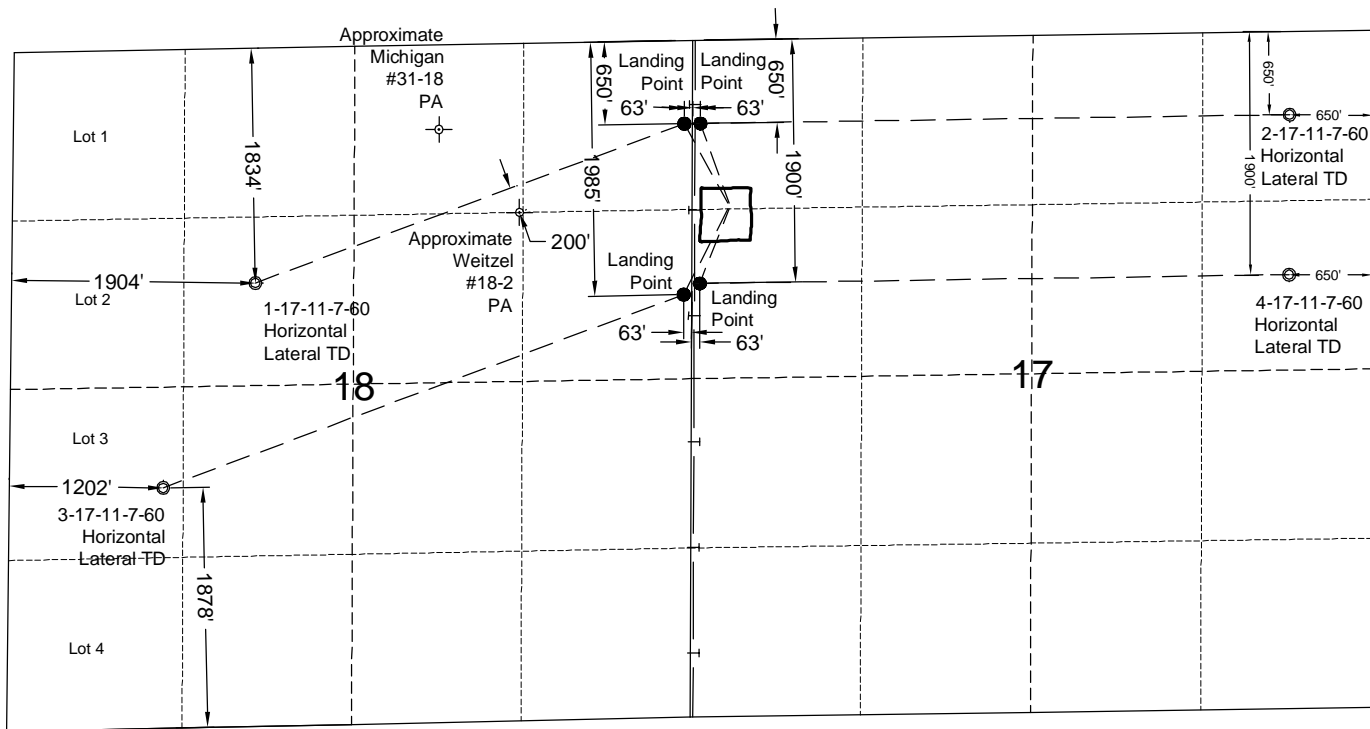 Approximate
Michigan
#31-18
PA
Landing
Point
Landing
Point
650'
650'
650'
63'
63'
650'
Lot 1
1834'
1985'
1900'
1900'
2-17-11-7-60
Horizontal
Lateral TD
Approximate
Weitzel
#18-2
PA
200'
Landing
Point
1904'
Lot 2
650'
1-17-11-7-60
Horizontal
Lateral TD
Landing
Point
63'
63'
4-17-11-7-60
Horizontal
Lateral TD
18
17
Lot 3
1202'
3-17-11-7-60
Horizontal
Lateral TD
1878'
Lot 4